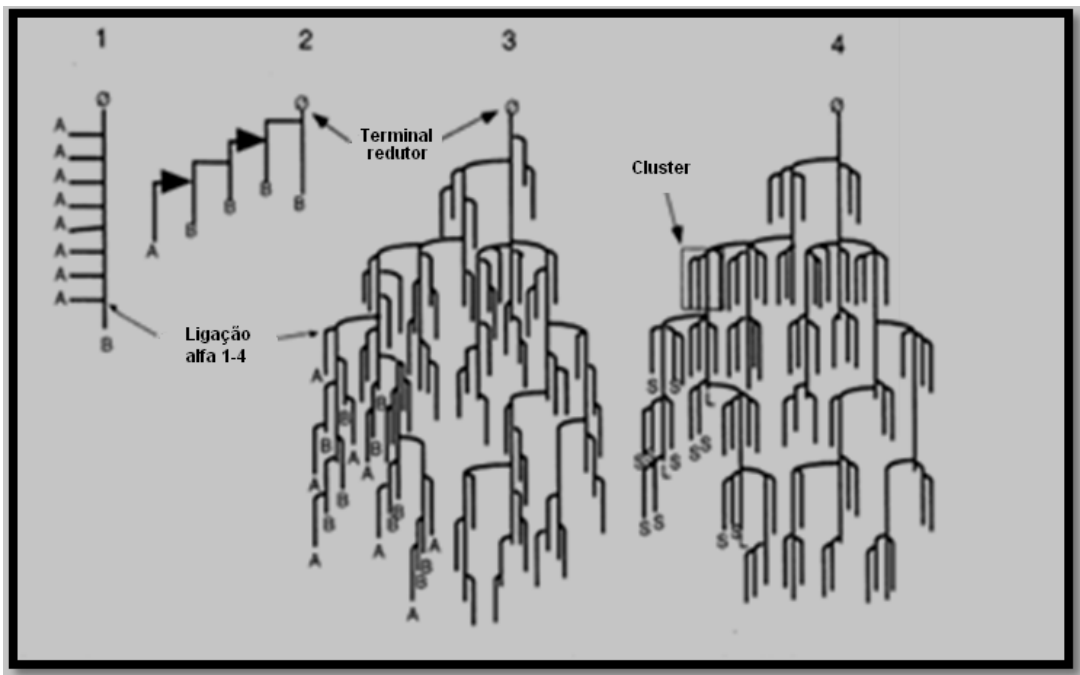 1 2 3 4
Ø Ø Ø Ø
A
A
A
A
A
A
A
A
B
A B B B B
Terminal
redutor
Cluster
Ligação
alfa 1-4
A
B B
B B A
A A
B
B B B
A A
A B
B
A
S S
L
S S
S S
L
S S
S S
L